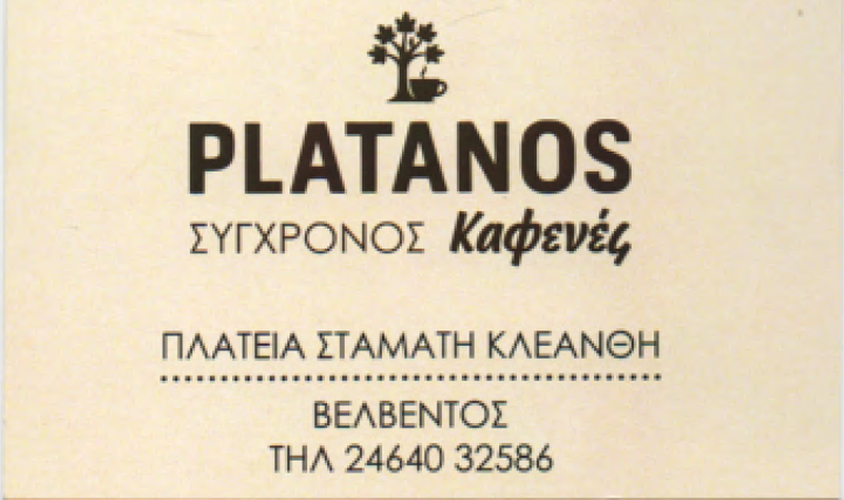 PLATANOS
ΣΥΓΧΡΟΝΟΣ Καφενές
ΠΛΑΤΕΙΑ ΣΤΑΜΑΤΗ ΚΛΕΑΝΘΗ
ΒΕΛΒΕΝΤΟΣ
ΤΗΛ 24640 32586